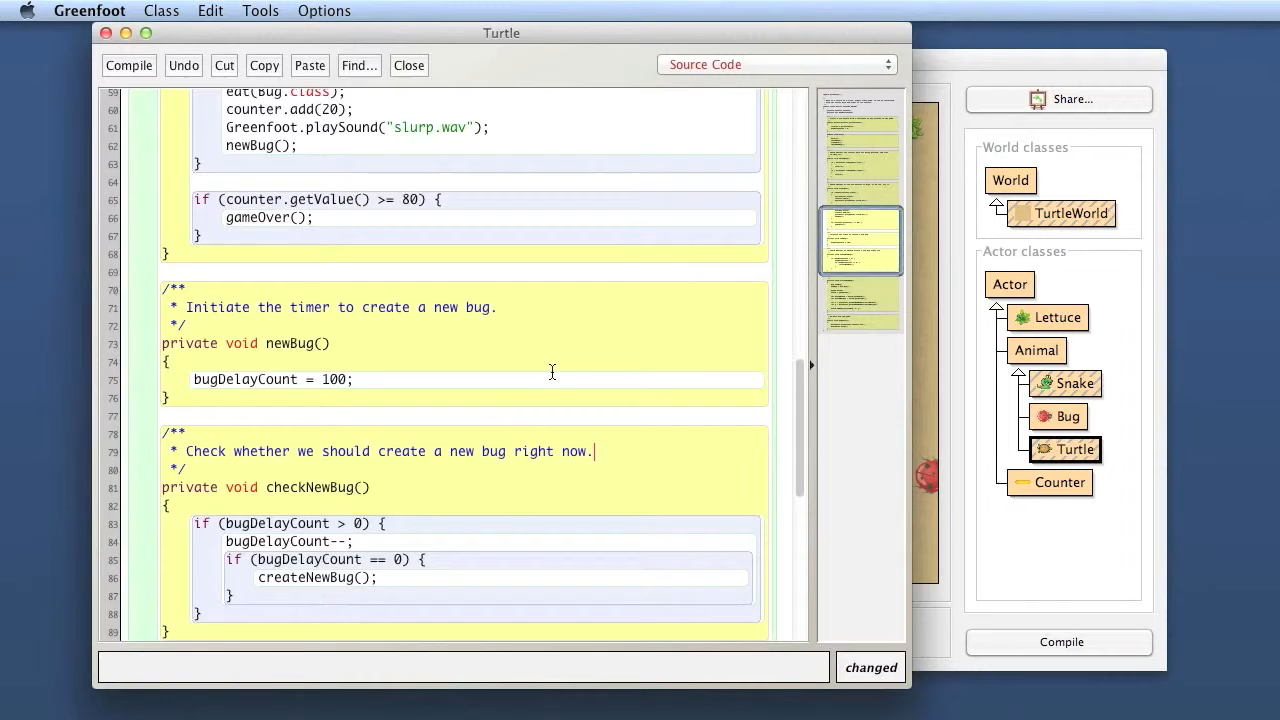 Greenfoot Class Edit Tools Options
Turtle
Compile Undo Cut Copy Paste Find... Close Source Code
59 eat(Bug.class);
60 counter.add(20);
61 Greenfoot.playSound("slurp.wav");
62 newBug();
63 }
64
65 if (counter.getValue() >= 80) {
66 gameOver();
67 }
68 }
69
70 /**
71 * Initiate the timer to create a new bug.
72 */
73 private void newBug()
74 {
75 bugDelayCount = 100;
76 }
77
78 /**
79 * Check whether we should create a new bug right now.
80 */
81 private void checkNewBug()
82 {
83 if (bugDelayCount > 0) {
84 bugDelayCount--;
85 if (bugDelayCount == 0) {
86 createNewBug();
87 }
88 }
89 }
changed
Share...
World classes
World
TurtleWorld
Actor classes
Actor
Lettuce
Animal
Snake
Bug
Turtle
Counter
Compile